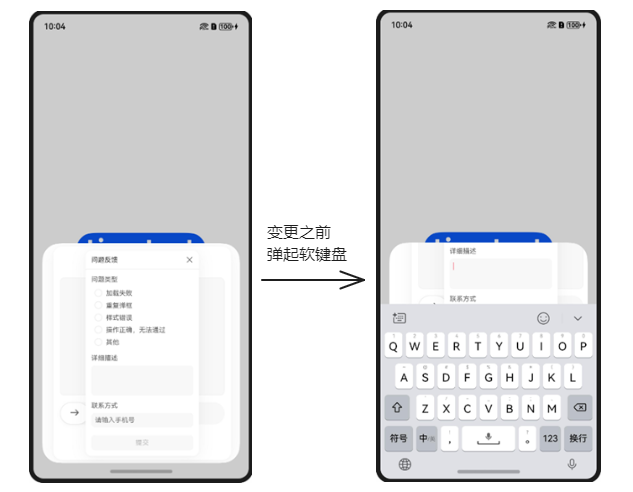 10:04
100
问题反馈
问题类型
加载失败
重复弹框
样式错误
操作正确，无法通过
其他
详细描述
联系方式
请输入手机号
提交
变更之前
弹起软键盘
10:04
100
详细描述
联系方式
Q W E R T Y U I O P
A S D F G H J K L
Z X C V B N M
符号 中 ， 。 123 换行